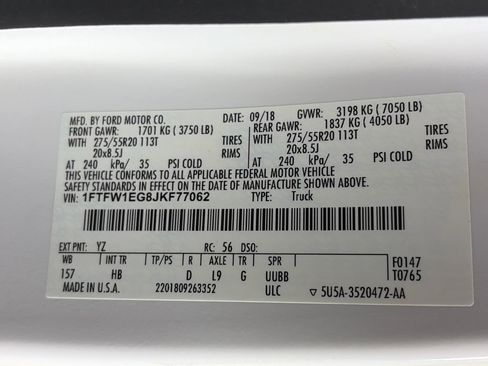 MFD. BY FORD MOTOR CO. DATE: 09/18 GVWR: 3198 KG ( 7050 LB)
FRONT GAWR: 1701 KG ( 3750 LB) REAR GAWR: 1837 KG ( 4050 LB)
WITH 275/55R20 113T TIRES WITH 275/55R20 113T TIRES
20x8.5J RIMS 20x8.5J RIMS
AT 240 kPa/ 35 PSI COLD AT 240 kPa/ 35 PSI COLD
THIS VEHICLE CONFORMS TO ALL APPLICABLE FEDERAL MOTOR VEHICLE
SAFETY STANDARDS IN EFFECT ON THE DATE OF MANUFACTURE SHOWN ABOVE.
VIN: 1FTFW1EG8JKF77062 TYPE: Truck
EXT PNT: YZ RC: 56 DSO:
WB INT TR TP/PS R AXLE TR SPR F0147
157 HB D L9 G UUBB T0765
MADE IN U.S.A. 2201809263352 ULC ▽ 5U5A-3520472-AA